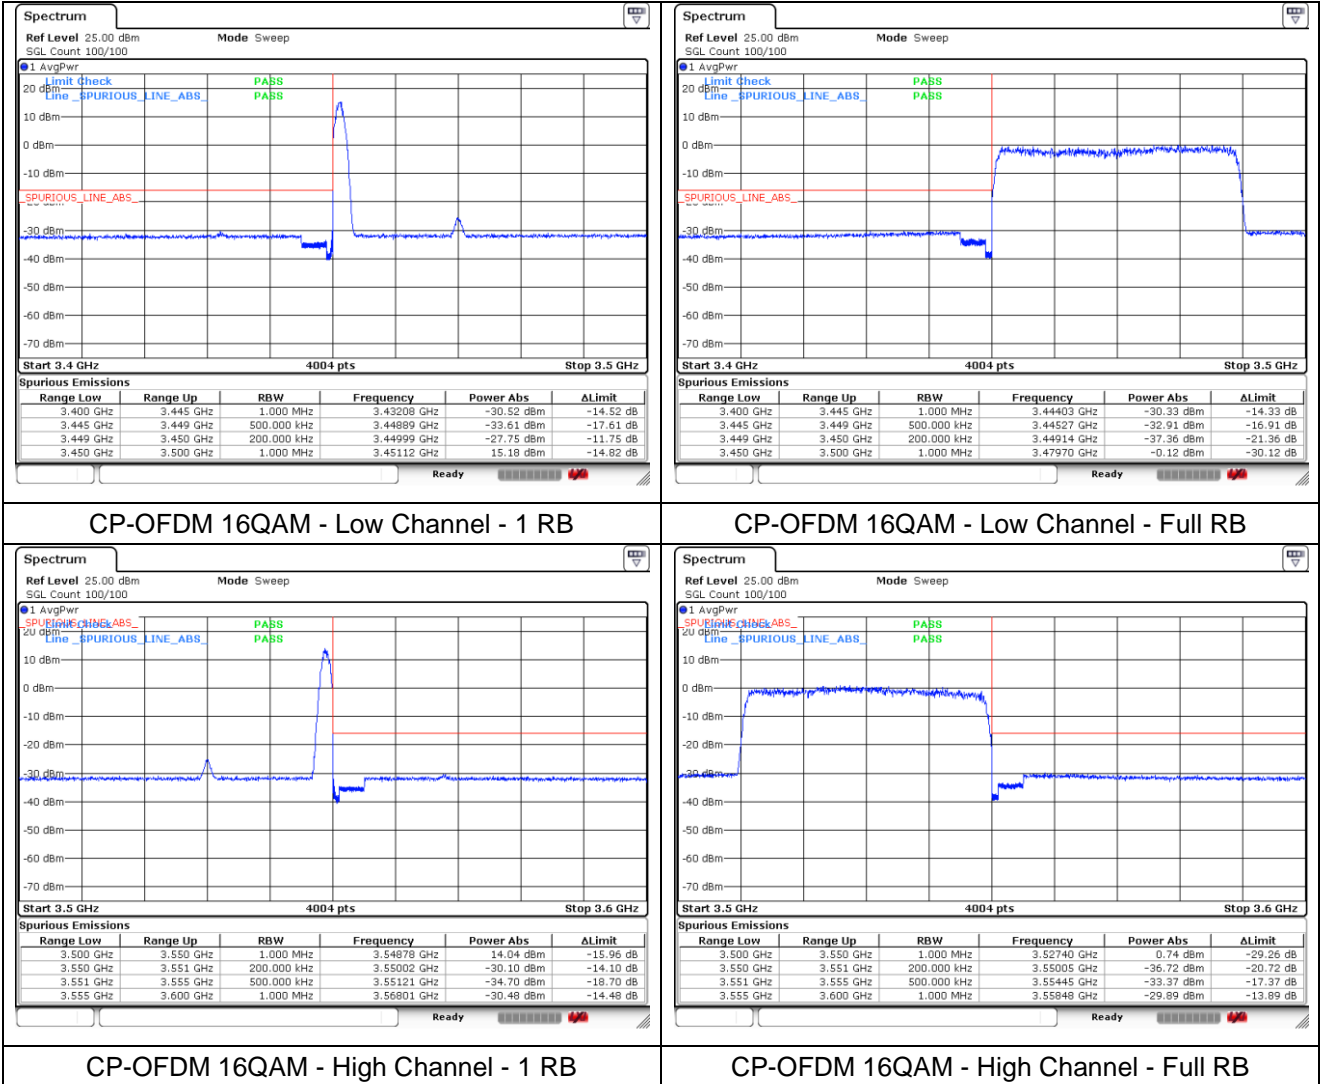 Spectrum
Ref Level 25.00 dBm Mode Sweep
SGL Count 100/100
1 AvgPwr
Limit Check PASS
20 dBm
Line _SPURIOUS_LINE_ABS_ PASS
10 dBm
0 dBm
-10 dBm
_SPURIOUS_LINE_ABS_
-20 dBm
-30 dBm
-40 dBm
-50 dBm
-60 dBm
-70 dBm
Start 3.4 GHz 4004 pts Stop 3.5 GHz
Spurious Emissions
Range Low Range Up RBW Frequency Power Abs ΔLimit
3.400 GHz 3.445 GHz 1.000 MHz 3.43208 GHz -30.52 dBm -14.52 dB
3.445 GHz 3.449 GHz 500.000 kHz 3.44889 GHz -33.61 dBm -17.61 dB
3.449 GHz 3.450 GHz 200.000 kHz 3.44999 GHz -27.75 dBm -11.75 dB
3.450 GHz 3.500 GHz 1.000 MHz 3.45112 GHz 15.18 dBm -14.82 dB
Ready
CP-OFDM 16QAM - Low Channel - 1 RB
Spectrum
Ref Level 25.00 dBm Mode Sweep
SGL Count 100/100
1 AvgPwr
Limit Check PASS
20 dBm
Line _SPURIOUS_LINE_ABS_ PASS
10 dBm
0 dBm
-10 dBm
_SPURIOUS_LINE_ABS_
-20 dBm
-30 dBm
-40 dBm
-50 dBm
-60 dBm
-70 dBm
Start 3.4 GHz 4004 pts Stop 3.5 GHz
Spurious Emissions
Range Low Range Up RBW Frequency Power Abs ΔLimit
3.400 GHz 3.445 GHz 1.000 MHz 3.44403 GHz -30.33 dBm -14.33 dB
3.445 GHz 3.449 GHz 500.000 kHz 3.44527 GHz -32.91 dBm -16.91 dB
3.449 GHz 3.450 GHz 200.000 kHz 3.44914 GHz -37.36 dBm -21.36 dB
3.450 GHz 3.500 GHz 1.000 MHz 3.47970 GHz -0.12 dBm -30.12 dB
Ready
CP-OFDM 16QAM - Low Channel - Full RB
Spectrum
Ref Level 25.00 dBm Mode Sweep
SGL Count 100/100
1 AvgPwr
_SPURIOUS_LINE_ABS_
Limit Check PASS
20 dBm
Line _SPURIOUS_LINE_ABS_ PASS
10 dBm
0 dBm
-10 dBm
-20 dBm
-30 dBm
-40 dBm
-50 dBm
-60 dBm
-70 dBm
Start 3.5 GHz 4004 pts Stop 3.6 GHz
Spurious Emissions
Range Low Range Up RBW Frequency Power Abs ΔLimit
3.500 GHz 3.550 GHz 1.000 MHz 3.54878 GHz 14.04 dBm -15.96 dB
3.550 GHz 3.551 GHz 200.000 kHz 3.55002 GHz -30.10 dBm -14.10 dB
3.551 GHz 3.555 GHz 500.000 kHz 3.55121 GHz -34.70 dBm -18.70 dB
3.555 GHz 3.600 GHz 1.000 MHz 3.56801 GHz -30.48 dBm -14.48 dB
Ready
CP-OFDM 16QAM - High Channel - 1 RB
Spectrum
Ref Level 25.00 dBm Mode Sweep
SGL Count 100/100
1 AvgPwr
_SPURIOUS_LINE_ABS_
Limit Check PASS
20 dBm
Line _SPURIOUS_LINE_ABS_ PASS
10 dBm
0 dBm
-10 dBm
-20 dBm
-30 dBm
-40 dBm
-50 dBm
-60 dBm
-70 dBm
Start 3.5 GHz 4004 pts Stop 3.6 GHz
Spurious Emissions
Range Low Range Up RBW Frequency Power Abs ΔLimit
3.500 GHz 3.550 GHz 1.000 MHz 3.52740 GHz 0.74 dBm -29.26 dB
3.550 GHz 3.551 GHz 200.000 kHz 3.55005 GHz -36.72 dBm -20.72 dB
3.551 GHz 3.555 GHz 500.000 kHz 3.55445 GHz -33.37 dBm -17.37 dB
3.555 GHz 3.600 GHz 1.000 MHz 3.55848 GHz -29.89 dBm -13.89 dB
Ready
CP-OFDM 16QAM - High Channel - Full RB